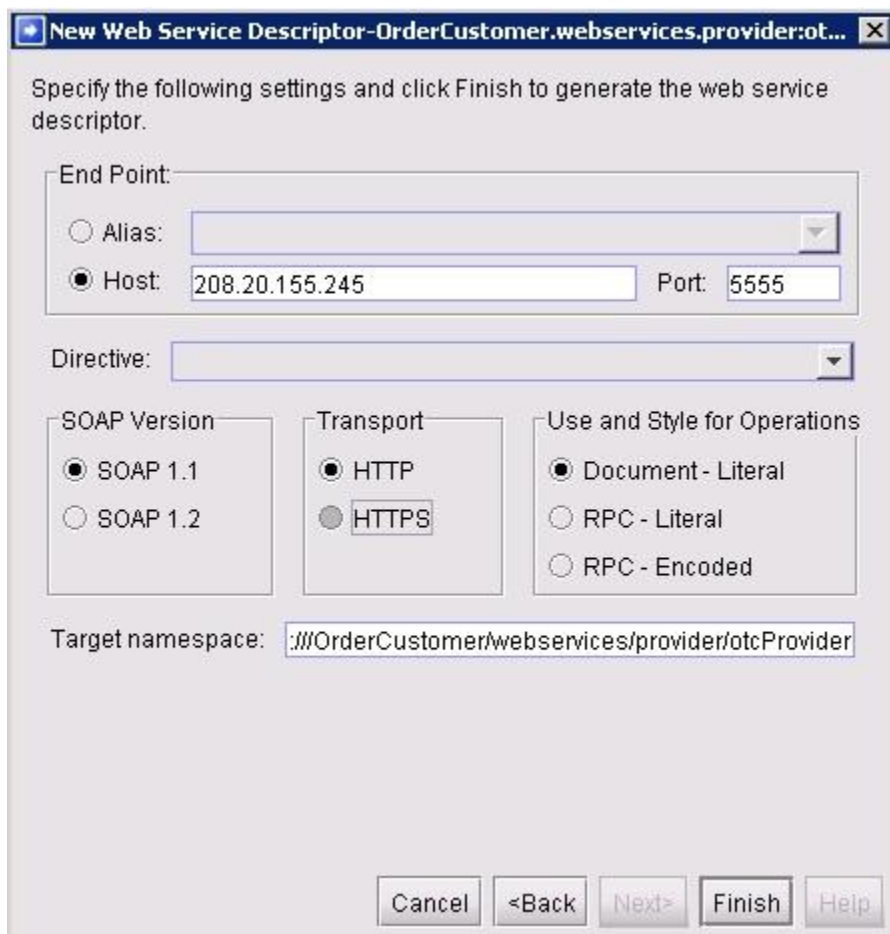 New Web Service Descriptor-OrderCustomer.webservices.provider:ot...
Specify the following settings and click Finish to generate the web service
descriptor.
End Point:
Alias:
Host: 208.20.155.245 Port: 5555
Directive:
SOAP Version Transport Use and Style for Operations
SOAP 1.1 HTTP Document - Literal
SOAP 1.2 HTTPS RPC - Literal
RPC - Encoded
Target namespace: :///OrderCustomer/webservices/provider/otcProvider
Cancel <Back Next> Finish Help